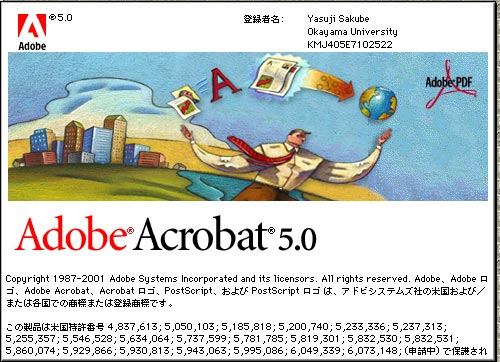 Adobe
®5.0
登録者名:
Yasuji Sakube
Okayama University
KMJ405E7102522
A
Adobe PDF
Adobe® Acrobat® 5.0
Copyright 1987-2001 Adobe Systems Incorporated and its licensors. All rights reserved. Adobe、Adobe ロ
ゴ、Adobe Acrobat、Acrobat ロゴ、PostScript、および PostScript ロゴ は、アドビシステムズ社の米国および／
または各国での商標または登録商標です。
この製品は米国特許番号 4,837,613; 5,050,103; 5,185,818; 5,200,740; 5,233,336; 5,237,313;
5,255,357; 5,546,528; 5,634,064; 5,737,599; 5,781,785; 5,819,301; 5,832,530; 5,832,531;
5,860,074; 5,929,866; 5,930,813; 5,943,063; 5,995,086; 6,049,339; 6,073,148; (申請中) で保護され